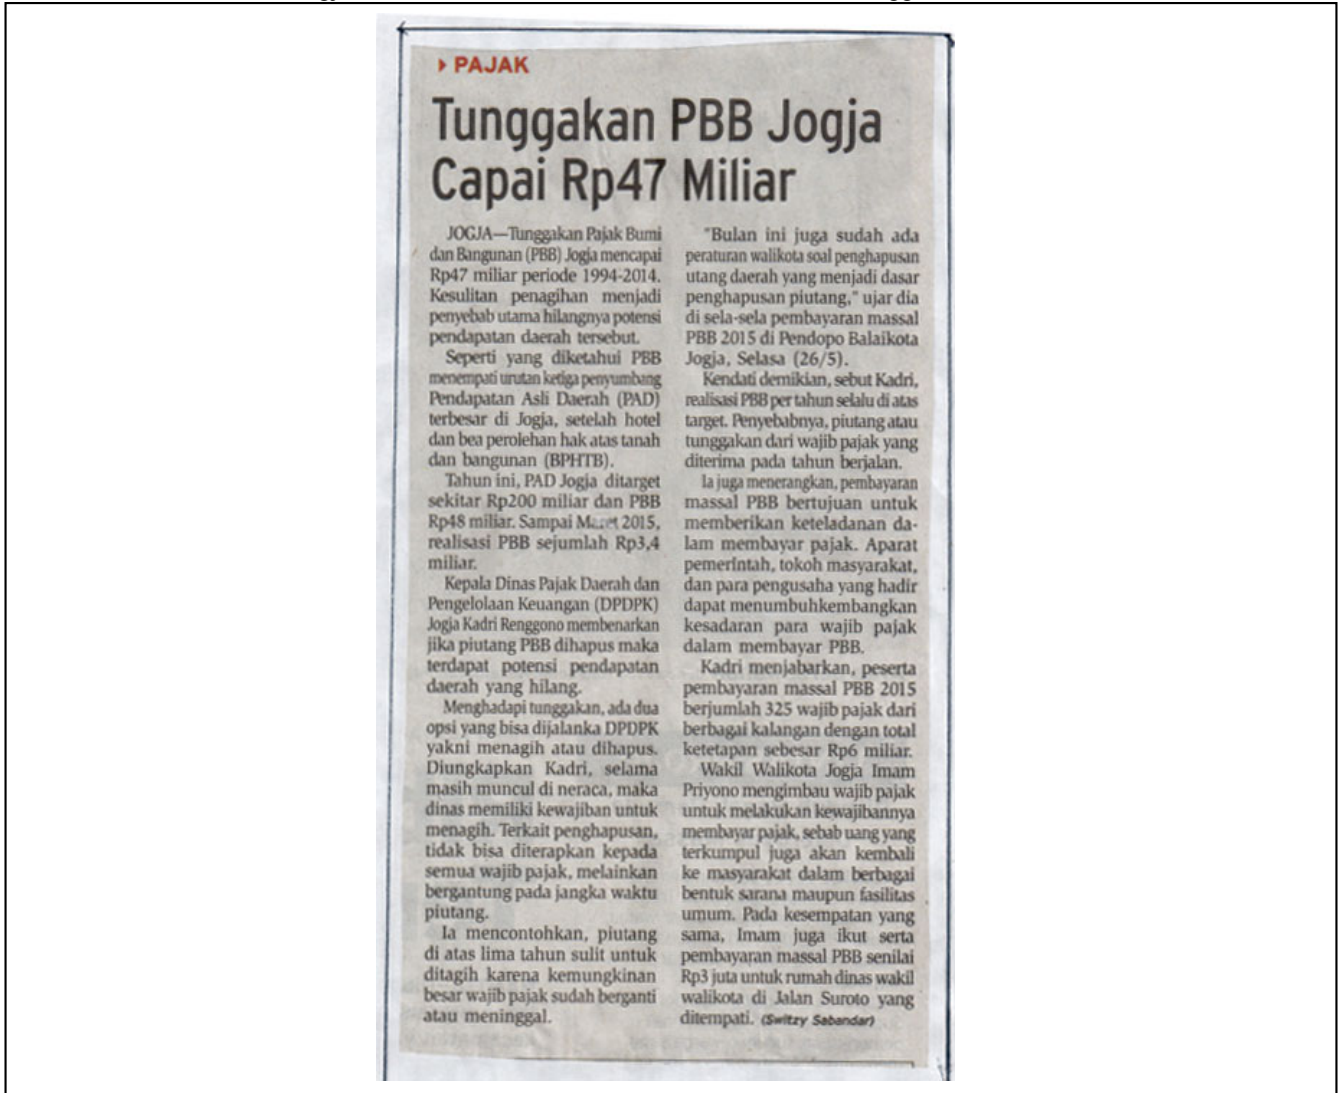 PAJAK
Tunggakan PBB Jogja
Capai Rp47 Miliar
JOGJA—Tunggakan Pajak Bumi
dan Bangunan (PBB) Jogja mencapai
Rp47 miliar periode 1994-2014.
Kesulitan penagihan menjadi
penyebab utama hilangnya potensi
pendapatan daerah tersebut.
Seperti yang diketahui PBB
menempati urutan ketiga penyumbang
Pendapatan Asli Daerah (PAD)
terbesar di Jogja, setelah hotel
dan bea perolehan hak atas tanah
dan bangunan (BPHTB).
Tahun ini, PAD Jogja ditarget
sekitar Rp200 miliar dan PBB
Rp48 miliar. Sampai Maret 2015,
realisasi PBB sejumlah Rp3,4
miliar.
Kepala Dinas Pajak Daerah dan
Pengelolaan Keuangan (DPDPK)
Jogja Kadri Renggono membenarkan
jika piutang PBB dihapus maka
terdapat potensi pendapatan
daerah yang hilang.
Menghadapi tunggakan, ada dua
opsi yang bisa dijalanka DPDPK
yakni menagih atau dihapus.
Diungkapkan Kadri, selama
masih muncul di neraca, maka
dinas memiliki kewajiban untuk
menagih. Terkait penghapusan,
tidak bisa diterapkan kepada
semua wajib pajak, melainkan
bergantung pada jangka waktu
piutang.
Ia mencontohkan, piutang
di atas lima tahun sulit untuk
ditagih karena kemungkinan
besar wajib pajak sudah berganti
atau meninggal.
"Bulan ini juga sudah ada
peraturan walikota soal penghapusan
utang daerah yang menjadi dasar
penghapusan piutang," ujar dia
di sela-sela pembayaran massal
PBB 2015 di Pendopo Balaikota
Jogja, Selasa (26/5).
Kendati demikian, sebut Kadri,
realisasi PBB per tahun selalu di atas
target. Penyebabnya, piutang atau
tunggakan dari wajib pajak yang
diterima pada tahun berjalan.
Ia juga menerangkan, pembayaran
massal PBB bertujuan untuk
memberikan keteladanan da-
lam membayar pajak. Aparat
pemerintah, tokoh masyarakat,
dan para pengusaha yang hadir
dapat menumbuhkembangkan
kesadaran para wajib pajak
dalam membayar PBB.
Kadri menjabarkan, peserta
pembayaran massal PBB 2015
berjumlah 325 wajib pajak dari
berbagai kalangan dengan total
ketetapan sebesar Rp6 miliar.
Wakil Walikota Jogja Imam
Priyono mengimbau wajib pajak
untuk melakukan kewajibannya
membayar pajak, sebab uang yang
terkumpul juga akan kembali
ke masyarakat dalam berbagai
bentuk sarana maupun fasilitas
umum. Pada kesempatan yang
sama, Imam juga ikut serta
pembayaran massal PBB senilai
Rp3 juta untuk rumah dinas wakil
walikota di Jalan Suroto yang
ditempati. (Switzy Sabandar)